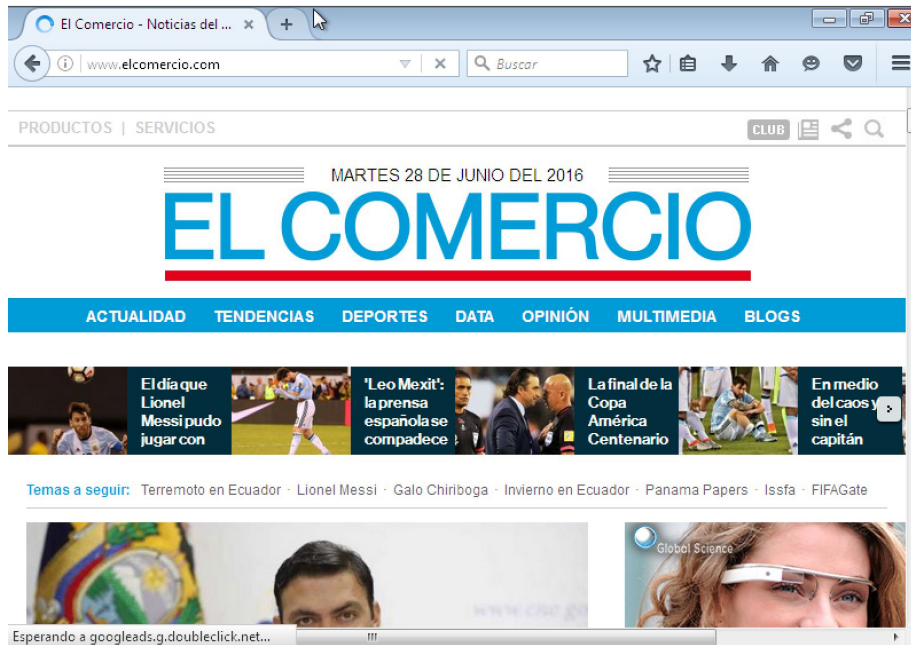 El Comercio - Noticias del ...
www.elcomercio.com
Buscar
PRODUCTOS | SERVICIOS
CLUB
MARTES 28 DE JUNIO DEL 2016
EL COMERCIO
ACTUALIDAD TENDENCIAS DEPORTES DATA OPINIÓN MULTIMEDIA BLOGS
El día que
Lionel
Messi pudo
jugar con
'Leo Mexit':
la prensa
española se
compadece
La final de la
Copa
América
Centenario
En medio
del caos y
sin el
capitán
Temas a seguir: Terremoto en Ecuador - Lionel Messi - Galo Chiriboga - Invierno en Ecuador - Panama Papers - Issfa - FIFAGate
Global Science
Esperando a googleads.g.doubleclick.net...